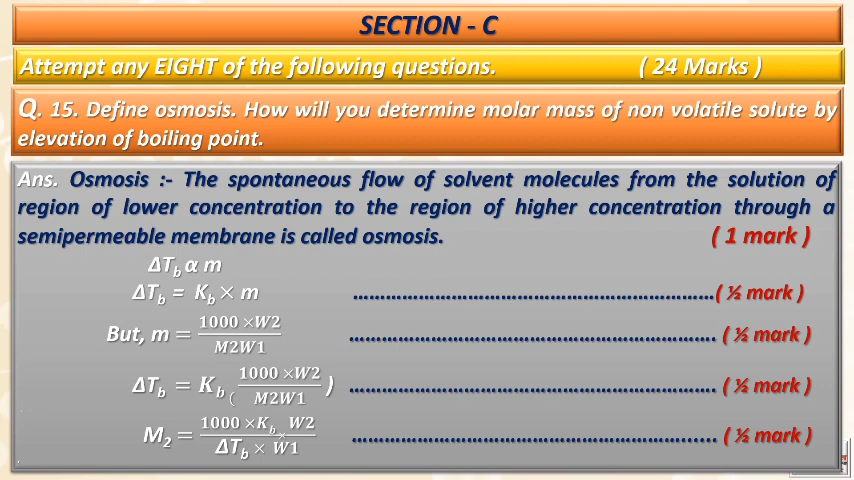 SECTION - C
Attempt any EIGHT of the following questions. ( 24 Marks )
Q. 15. Define osmosis. How will you determine molar mass of non volatile solute by
elevation of boiling point.
Ans. Osmosis :- The spontaneous flow of solvent molecules from the solution of
region of lower concentration to the region of higher concentration through a
semipermeable membrane is called osmosis. ( 1 mark )
ΔTb α m
ΔTb = Kb × m ……………………………………………………………( ½ mark )
But, m = 1000 ×W2 / M2W1 ……………………………………………………………. ( ½ mark )
ΔTb = Kb ( 1000 ×W2 / M2W1 ) ……………………………………………………………. ( ½ mark )
M2 = 1000 ×Kb × W2 / ΔTb × W1 ……………………………………………………….….... ( ½ mark )